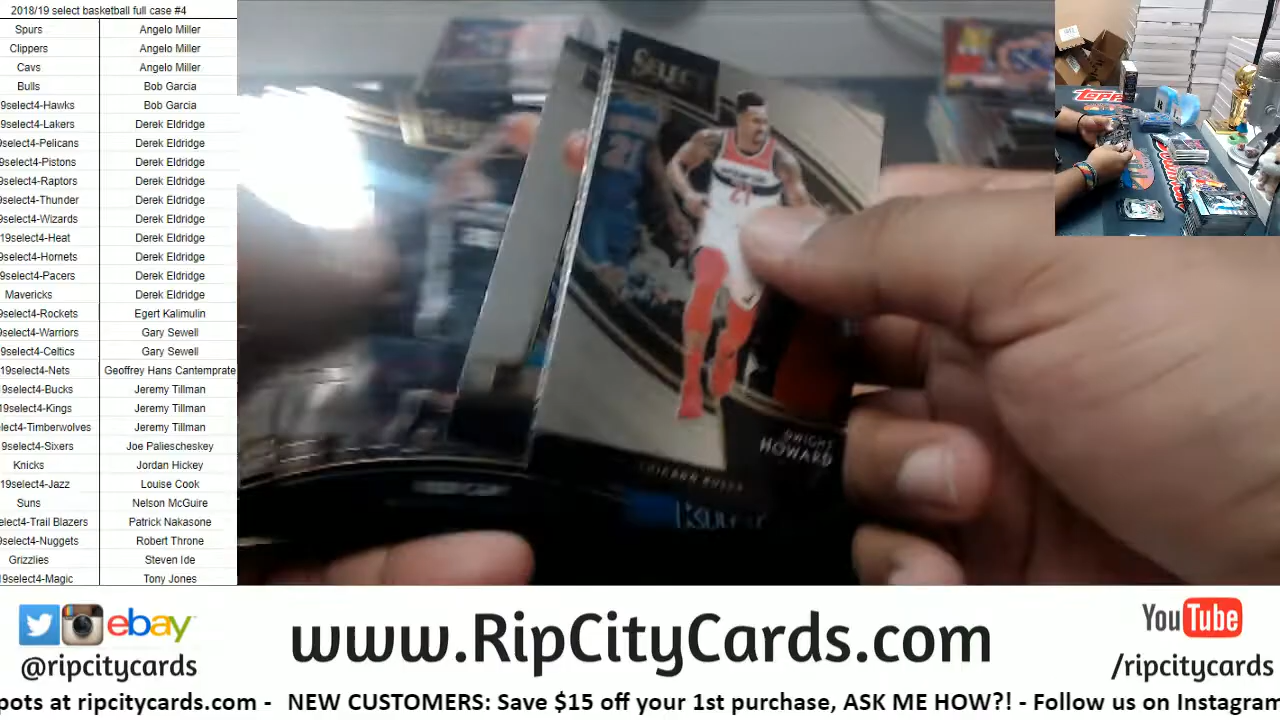 2018/19 select basketball full case #4
Spurs Angelo Miller
Clippers Angelo Miller
Cavs Angelo Miller
Bulls Bob Garcia
9select4-Hawks Bob Garcia
9select4-Lakers Derek Eldridge
9select4-Pelicans Derek Eldridge
9select4-Pistons Derek Eldridge
9select4-Raptors Derek Eldridge
9select4-Thunder Derek Eldridge
9select4-Wizards Derek Eldridge
19select4-Heat Derek Eldridge
9select4-Hornets Derek Eldridge
9select4-Pacers Derek Eldridge
Mavericks Derek Eldridge
9select4-Rockets Egert Kalimulin
9select4-Warriors Gary Sewell
9select4-Celtics Gary Sewell
19select4-Nets Geoffrey Hans Cantemprate
9select4-Bucks Jeremy Tillman
9select4-Kings Jeremy Tillman
elect4-Timberwolves Jeremy Tillman
9select4-Sixers Joe Paliescheskey
Knicks Jordan Hickey
19select4-Jazz Louise Cook
Suns Nelson McGuire
elect4-Trail Blazers Patrick Nakasone
9select4-Nuggets Robert Throne
Grizzlies Steven Ide
19select4-Magic Tony Jones
SELECT
21
21
DWIGHT
HOWARD
CHICAGO BULLS
Topps
ebay
@ripcitycards
www.RipCityCards.com
YouTube
/ripcitycards
pots at ripcitycards.com - NEW CUSTOMERS: Save $15 off your 1st purchase, ASK ME HOW?! - Follow us on Instagran